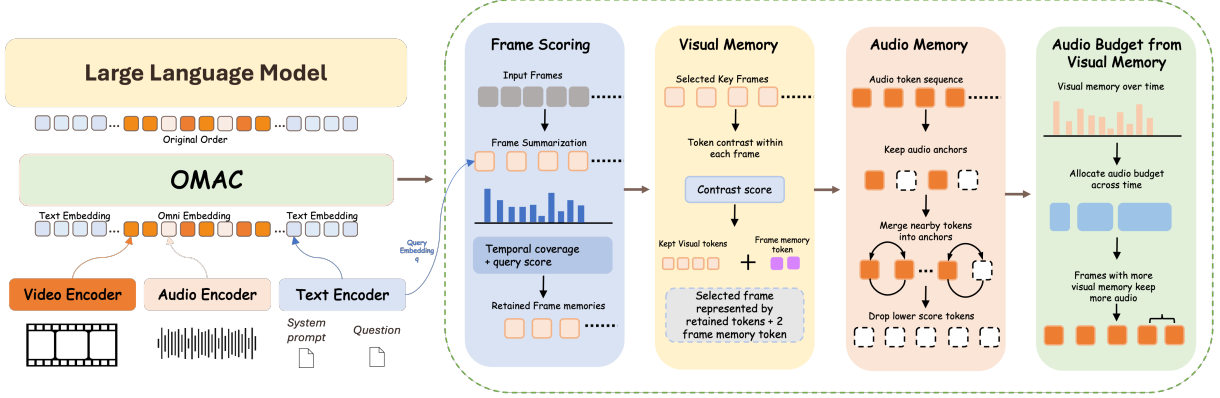 Large Language Model
Original Order
OMAC
Text Embedding
Omni Embedding
Text Embedding
Video Encoder
Audio Encoder
Text Encoder
System
prompt
Question
Query
Embedding
q
Frame Scoring
Input Frames
Frame Summarization
Temporal coverage
+ query score
Retained Frame memories
Visual Memory
Selected Key Frames
Token contrast within
each frame
Contrast score
Kept Visual tokens
+
Frame memory
token
Selected frame
represented by
retained tokens + 2
frame memory token
Audio Memory
Audio token sequence
Keep audio anchors
Merge nearby tokens
into anchors
Drop lower score tokens
Audio Budget from
Visual Memory
Visual memory over time
Allocate audio budget
across time
Frames with more
visual memory keep
more audio